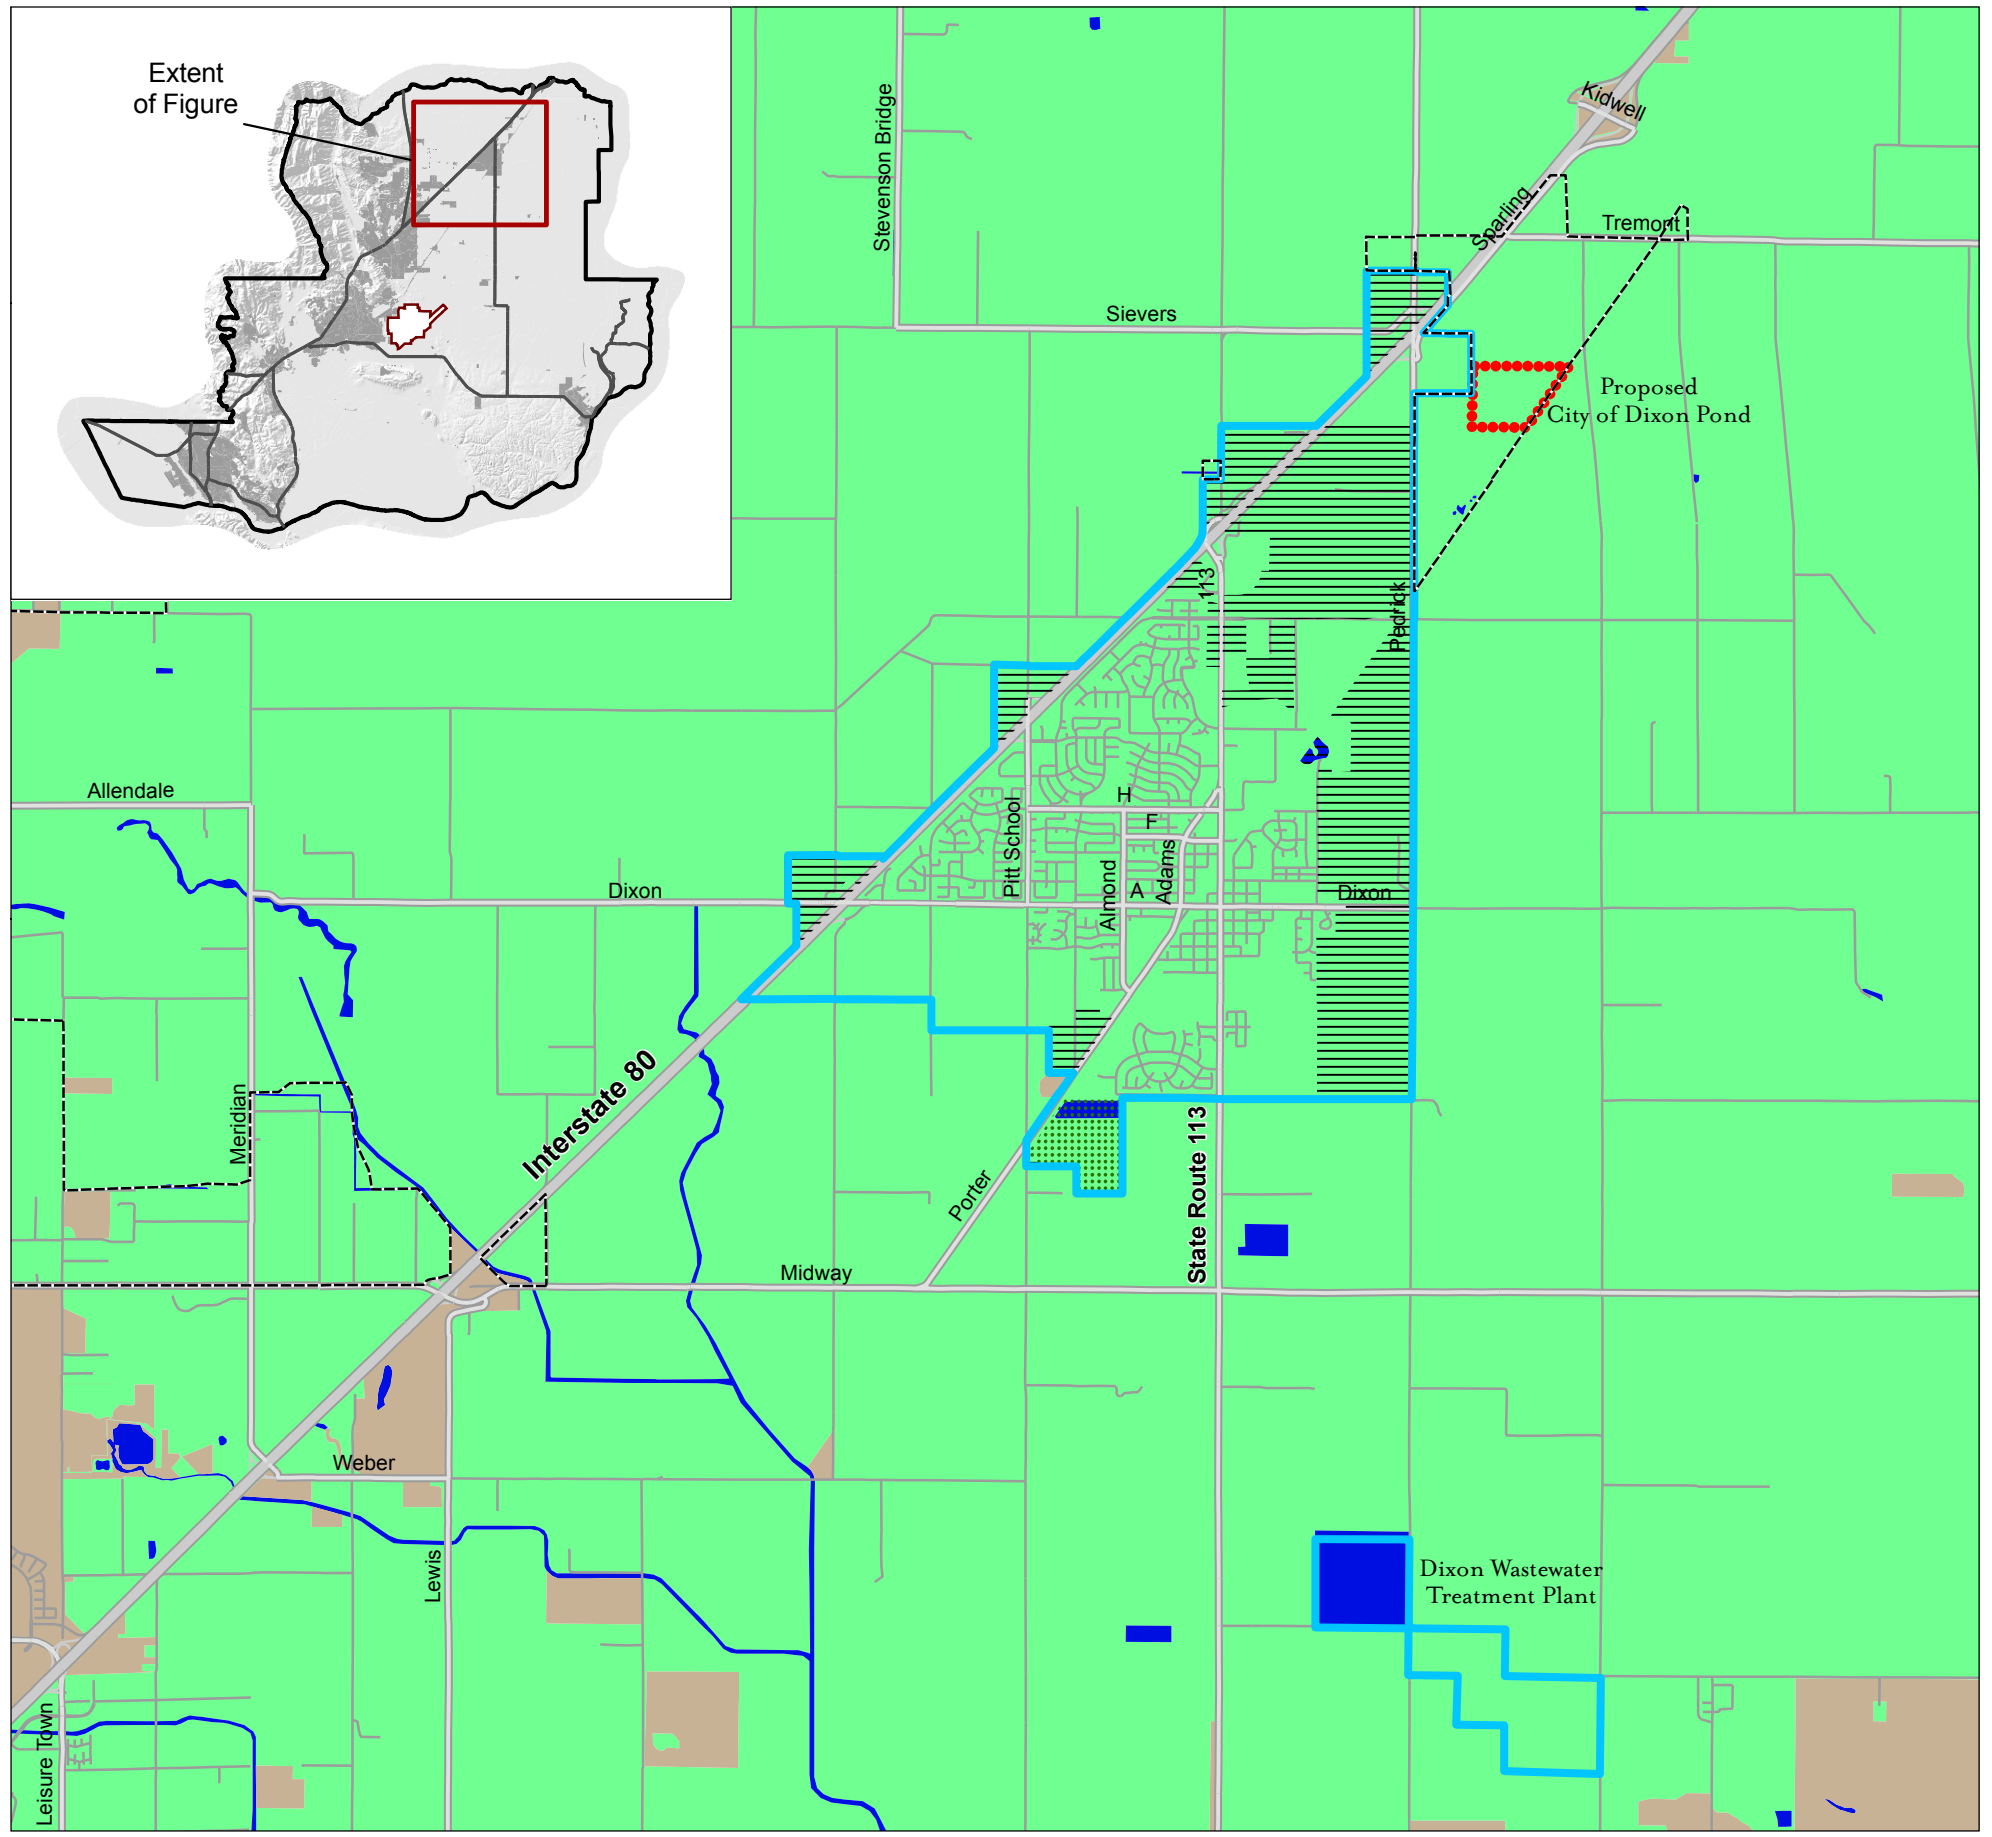 Extent
of Figure
Kidwell
Stevenson Bridge
Sparling
Tremont
Sievers
Proposed
City of Dixon Pond
113
Pedrick
Allendale
H
Pitt School
F
Adams
Almond
A
Dixon
Dixon
Interstate 80
Meridian
State Route 113
Porter
Midway
Weber
Lewis
Dixon Wastewater
Treatment Plant
Leisure Town